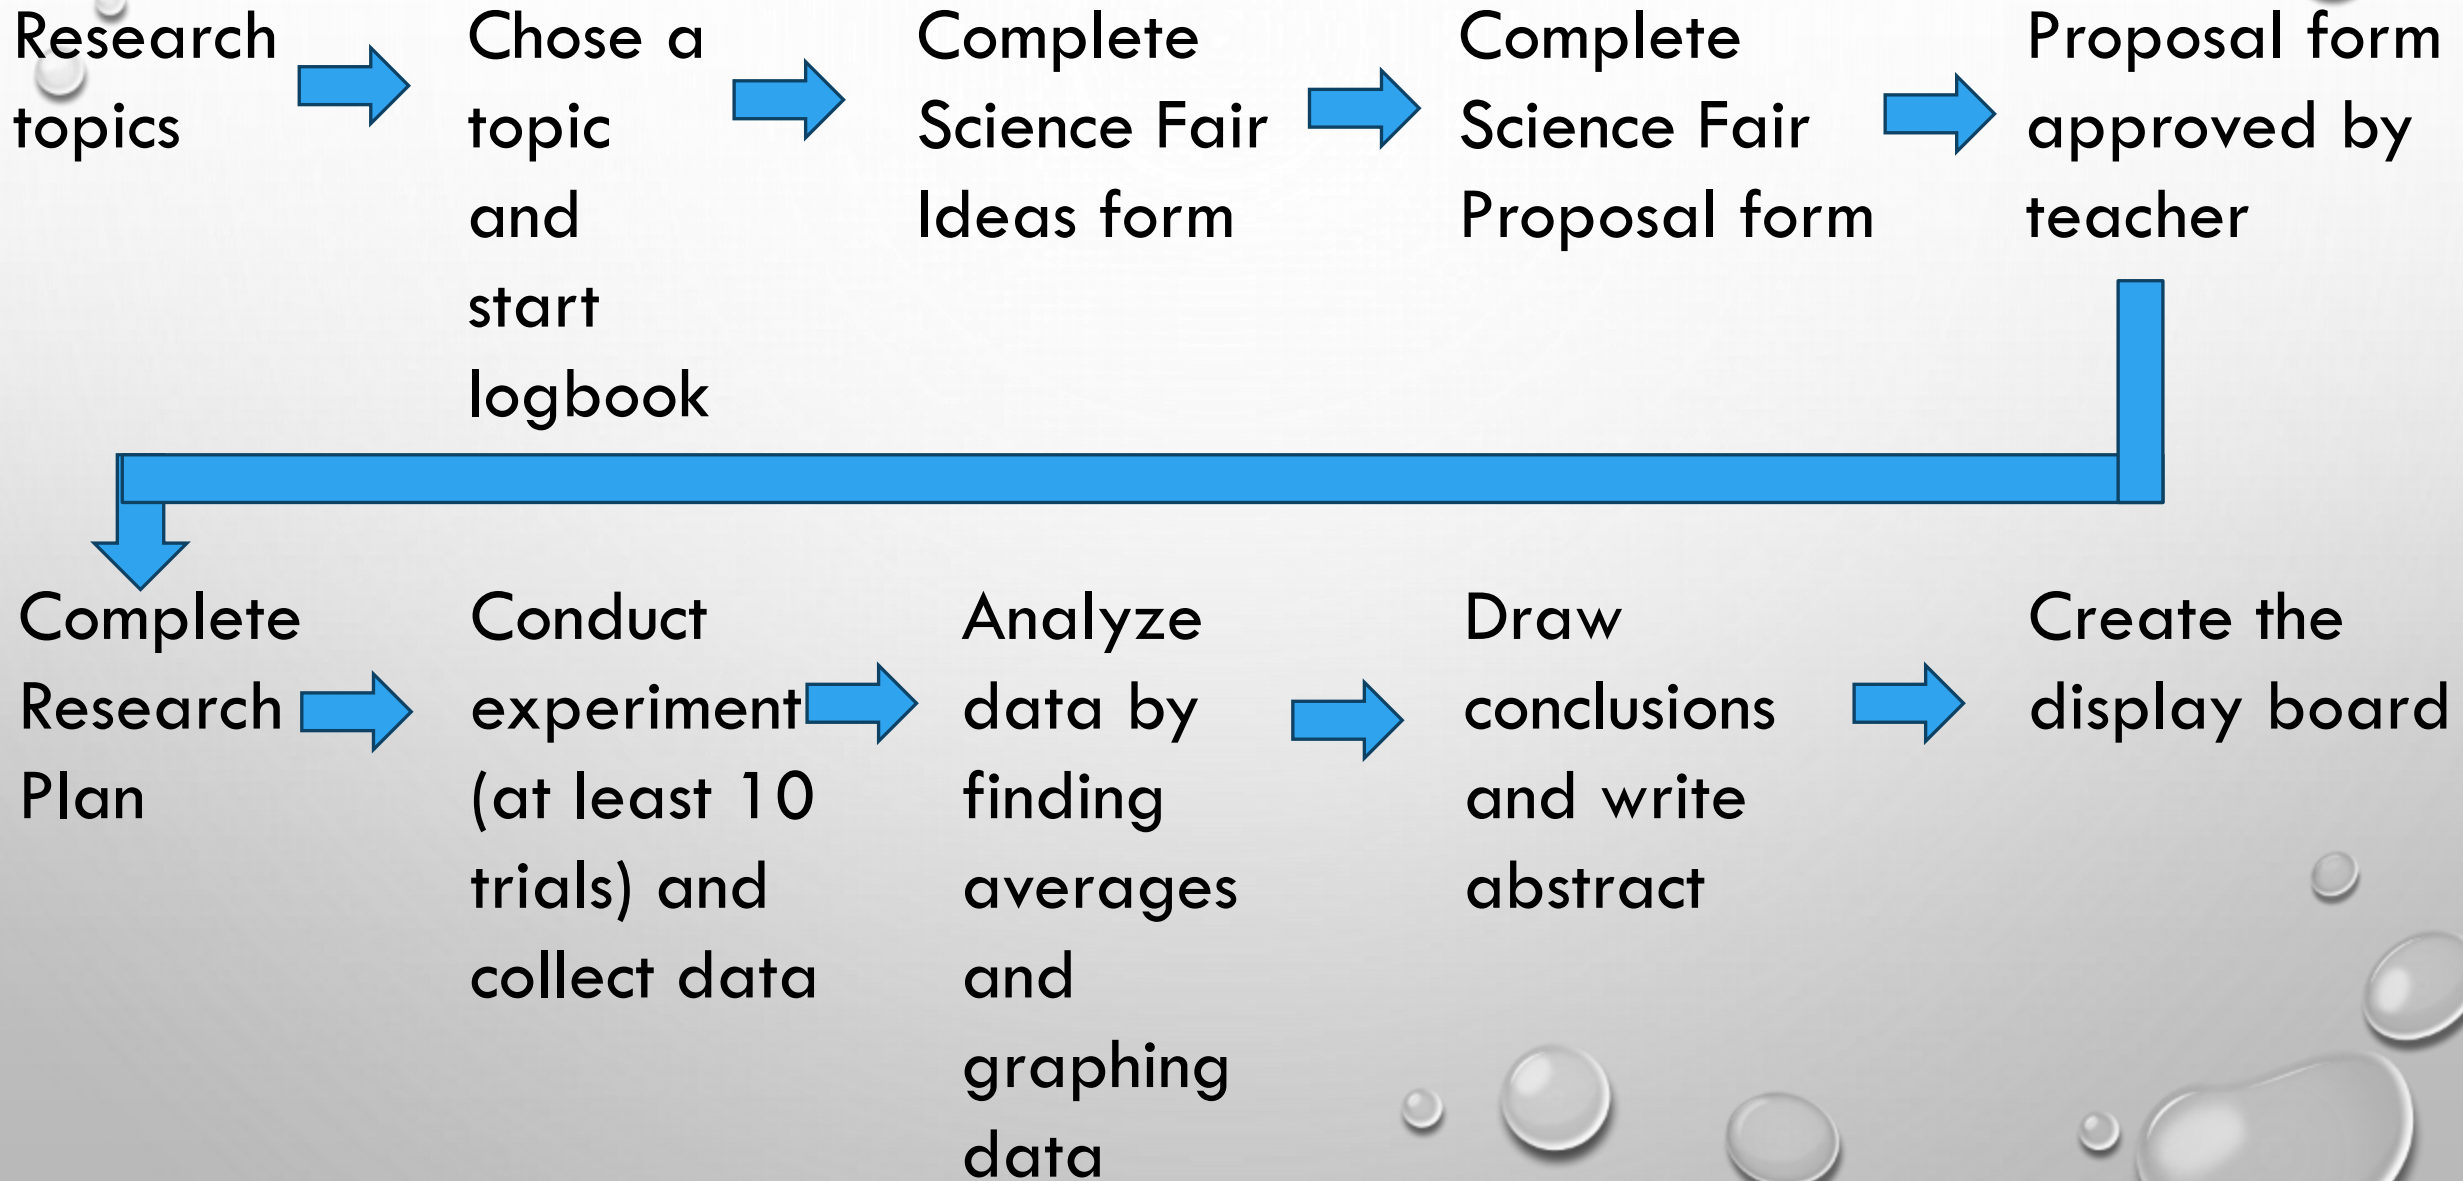 Research
topics
Chose a
topic
and
start
logbook
Complete
Science Fair
Ideas form
Complete
Science Fair
Proposal form
Proposal form
approved by
teacher
Complete
Research
Plan
Conduct
experiment
(at least 10
trials) and
collect data
Analyze
data by
finding
averages
and
graphing
data
Draw
conclusions
and write
abstract
Create the
display board